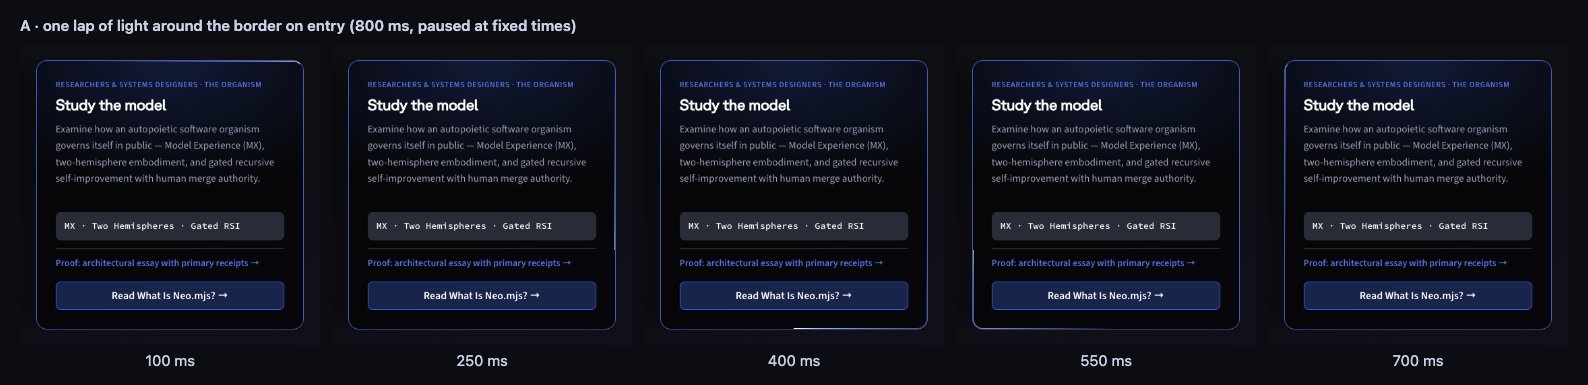 A · one lap of light around the border on entry (800 ms, paused at fixed times)
RESEARCHERS & SYSTEMS DESIGNERS · THE ORGANISM
Study the model
Examine how an autopoietic software organism
governs itself in public — Model Experience (MX),
two-hemisphere embodiment, and gated recursive
self-improvement with human merge authority.
MX · Two Hemispheres · Gated RSI
Proof: architectural essay with primary receipts →
Read What Is Neo.mjs? →
100 ms
RESEARCHERS & SYSTEMS DESIGNERS · THE ORGANISM
Study the model
Examine how an autopoietic software organism
governs itself in public — Model Experience (MX),
two-hemisphere embodiment, and gated recursive
self-improvement with human merge authority.
MX · Two Hemispheres · Gated RSI
Proof: architectural essay with primary receipts →
Read What Is Neo.mjs? →
250 ms
RESEARCHERS & SYSTEMS DESIGNERS · THE ORGANISM
Study the model
Examine how an autopoietic software organism
governs itself in public — Model Experience (MX),
two-hemisphere embodiment, and gated recursive
self-improvement with human merge authority.
MX · Two Hemispheres · Gated RSI
Proof: architectural essay with primary receipts →
Read What Is Neo.mjs? →
400 ms
RESEARCHERS & SYSTEMS DESIGNERS · THE ORGANISM
Study the model
Examine how an autopoietic software organism
governs itself in public — Model Experience (MX),
two-hemisphere embodiment, and gated recursive
self-improvement with human merge authority.
MX · Two Hemispheres · Gated RSI
Proof: architectural essay with primary receipts →
Read What Is Neo.mjs? →
550 ms
RESEARCHERS & SYSTEMS DESIGNERS · THE ORGANISM
Study the model
Examine how an autopoietic software organism
governs itself in public — Model Experience (MX),
two-hemisphere embodiment, and gated recursive
self-improvement with human merge authority.
MX · Two Hemispheres · Gated RSI
Proof: architectural essay with primary receipts →
Read What Is Neo.mjs? →
700 ms